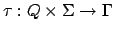 τ : Q × Σ → Γ